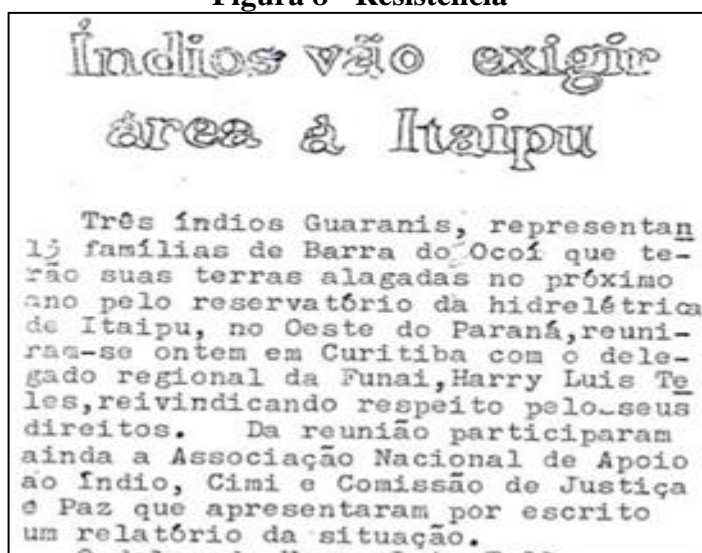 Figura 8 - Resistência
Índios vão exigir
área à Itaipu
Três índios Guaranis, representan
15 famílias de Barra do Ocoí que te-
rão suas terras alagadas no próximo
ano pelo reservatório da hidrelétrica
de Itaipu, no Oeste do Paraná,reuni-
ram-se ontem em Curitiba com o dele-
gado regional da Funai,Harry Luis Te
les,reivindicando respeito pelo seus
direitos. Da reunião participaram
ainda a Associação Nacional de Apoio
ao Índio, Cimi e Comissão de Justiça
e Paz que apresentaram por escrito
um relatório da situação.